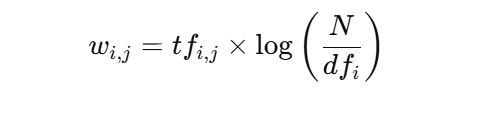 w_{i,j} = tf_{i,j} × log ( N / df_i )